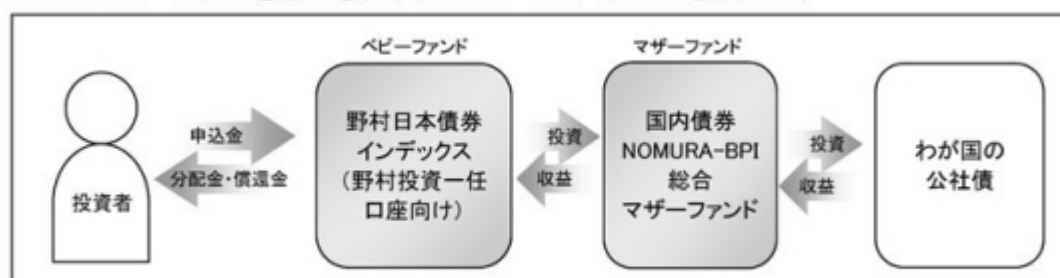 ベビーファンド
マザーファンド
投資者
申込金
分配金・償還金
野村日本債券
インデックス
(野村投資一任
口座向け)
投資
収益
国内債券
NOMURA-BPI
総合
マザーファンド
投資
収益
わが国の
公社債